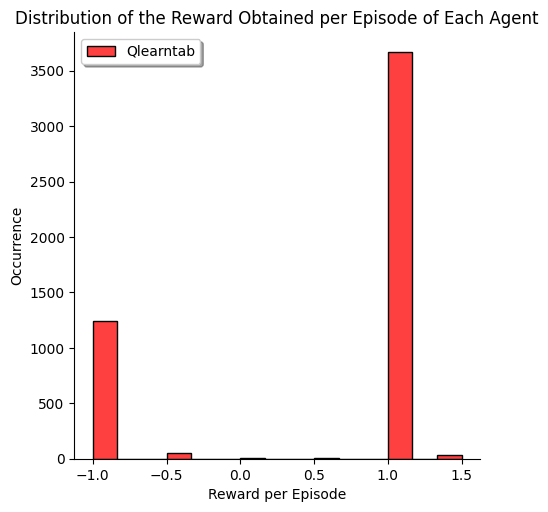 Distribution of the Reward Obtained per Episode of Each Agent
Qlearntab
3500
3000
2500
2000
1500
1000
500
0
Occurrence
−1.0 −0.5 0.0 0.5 1.0 1.5
Reward per Episode